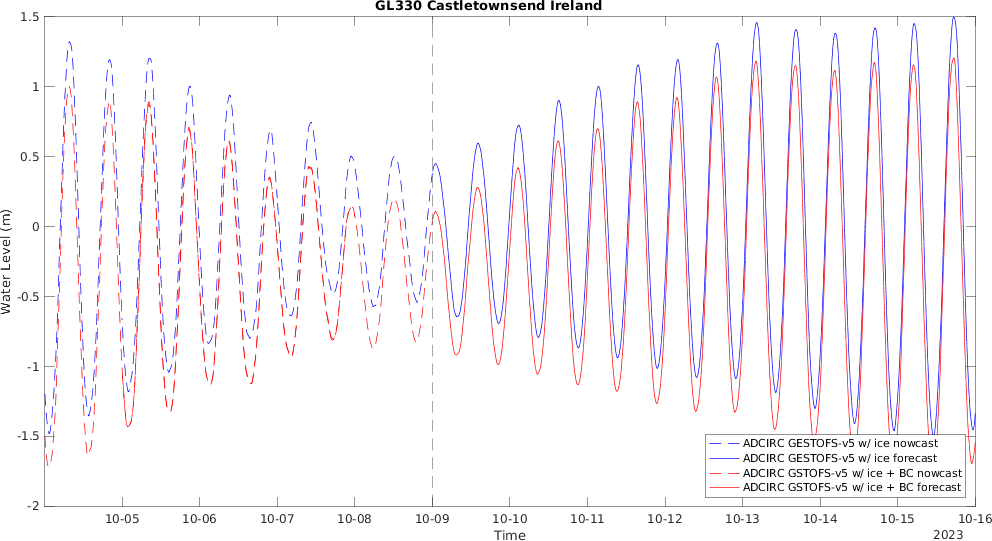 GL330 Castletownsend Ireland
Water Level (m)
1.5
1
0.5
0
-0.5
-1
-1.5
-2
ADCIRC GESTOFS-v5 w/ ice nowcast
ADCIRC GESTOFS-v5 w/ ice forecast
ADCIRC GSTOFS-v5 w/ ice + BC nowcast
ADCIRC GSTOFS-v5 w/ ice + BC forecast
10-05 10-06 10-07 10-08 10-09 10-10 10-11 10-12 10-13 10-14 10-15 10-16
Time
2023